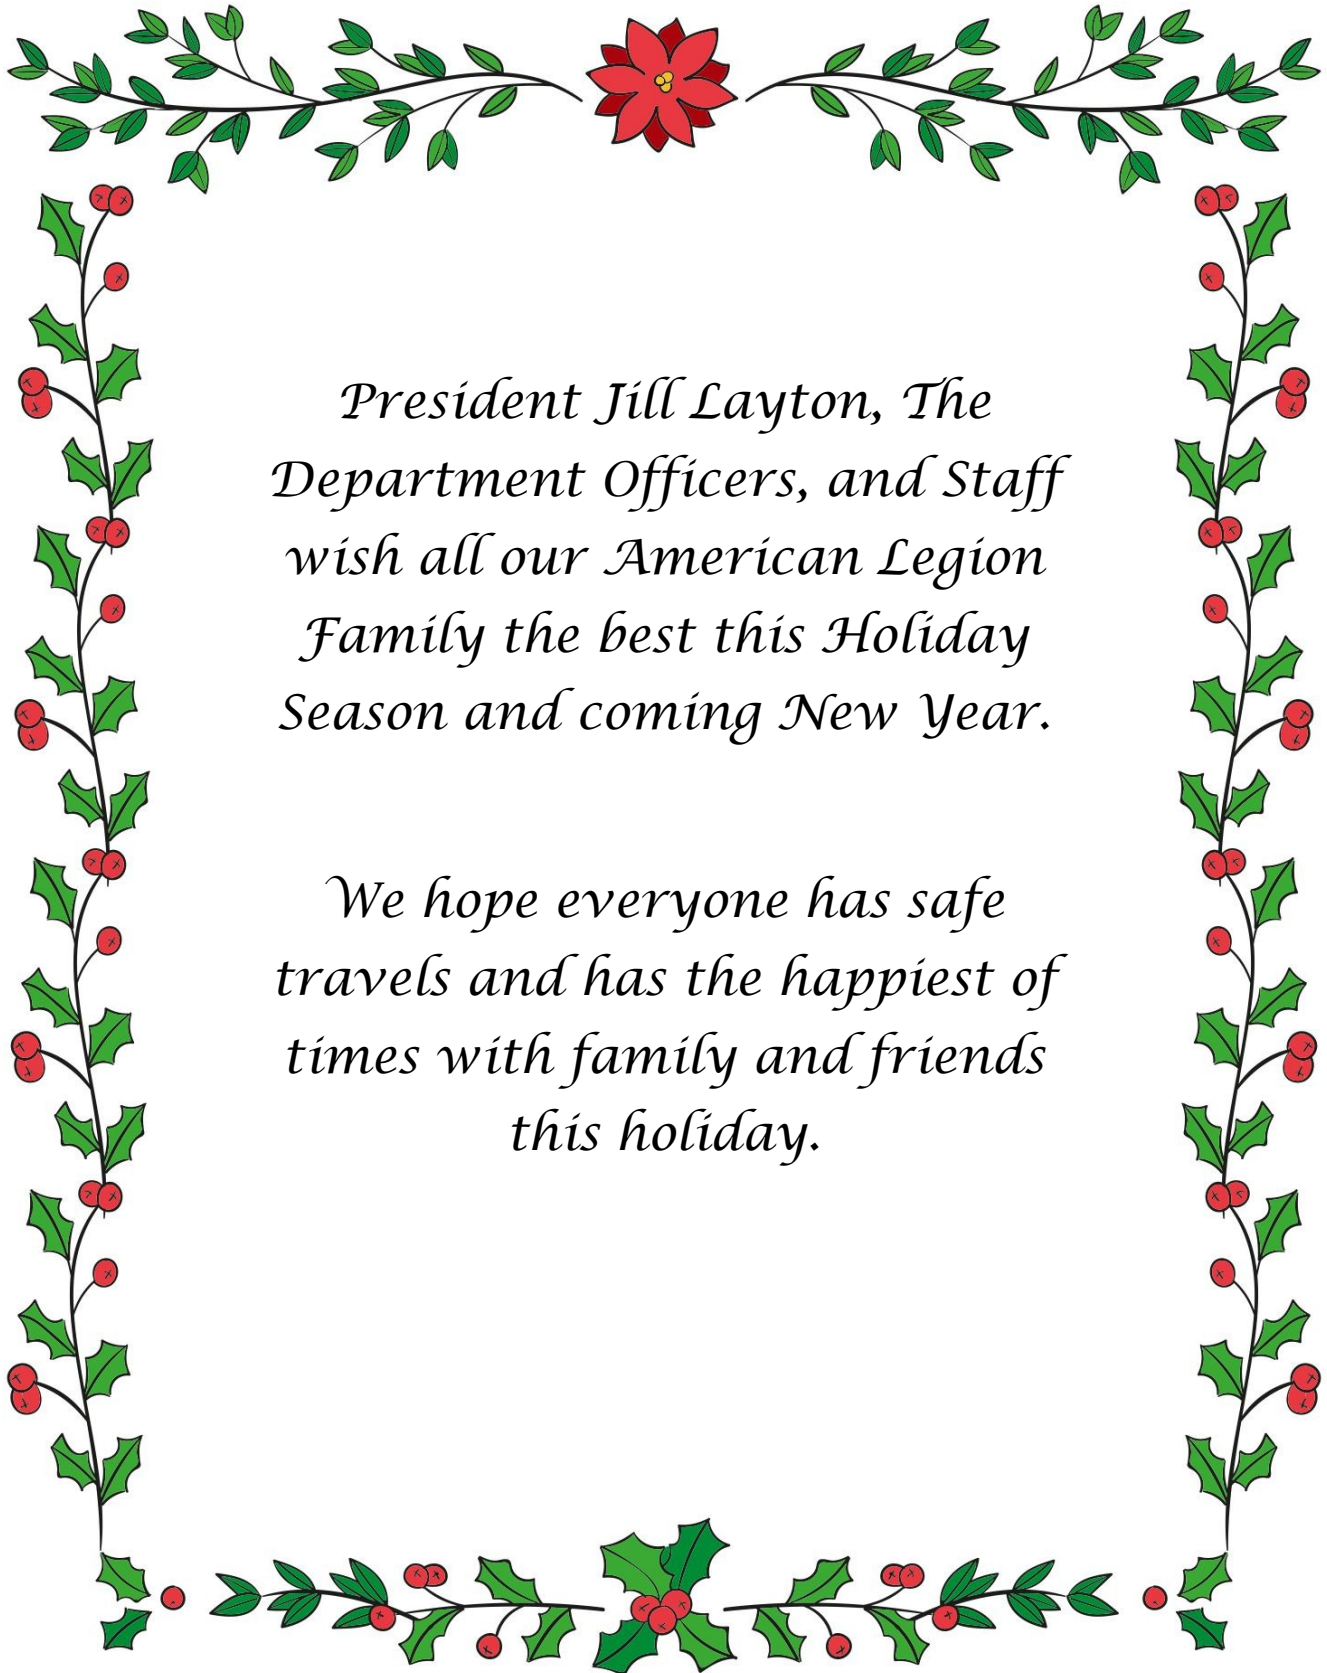 President Jill Layton, The
Department Officers, and Staff
wish all our American Legion
Family the best this Holiday
Season and coming New Year.
We hope everyone has safe
travels and has the happiest of
times with family and friends
this holiday.